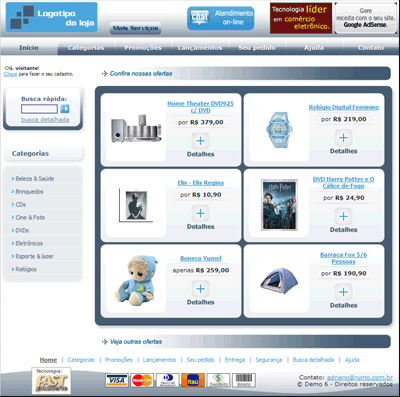 Logotipo
da loja
Mais Serviços
chat
Atendimento
on-line
Tecnologia líder
em comércio
eletrônico.
Gere
receita com o seu site.
Google AdSense.
Início
Categorias
Promoções
Lançamentos
Seu pedido
Ajuda
Contato
Olá, visitante!
Clique para fazer o seu cadastro.
Busca rápida:
busca detalhada
Categorias
Beleza & Saúde
Brinquedos
CDs
Cine & Foto
DVDs
Eletrônicos
Esporte & lazer
Relógios
Confira nossas ofertas
Home Theater DVD925
c/ DVD
por R$ 379,00
Detalhes
Relógio Digital Feminino
por R$ 219,00
Detalhes
Elis - Elis Regina
por R$ 10,90
Detalhes
DVD Harry Potter e O
Cálice de Fogo
por R$ 24,90
Detalhes
Boneco Yumel
apenas R$ 259,00
Detalhes
Barraca Fox 5/6
Pessoas
por R$ 190,90
Detalhes
Veja outras ofertas
Home | Categorias | Promoções | Lançamentos | Seu pedido | Entrega | Segurança | Busca detalhada | Ajuda
Tecnologia:
FAST
VISA
Itaú
Contato: adriano@rumo.com.br
© Demo 6 - Direitos reservados